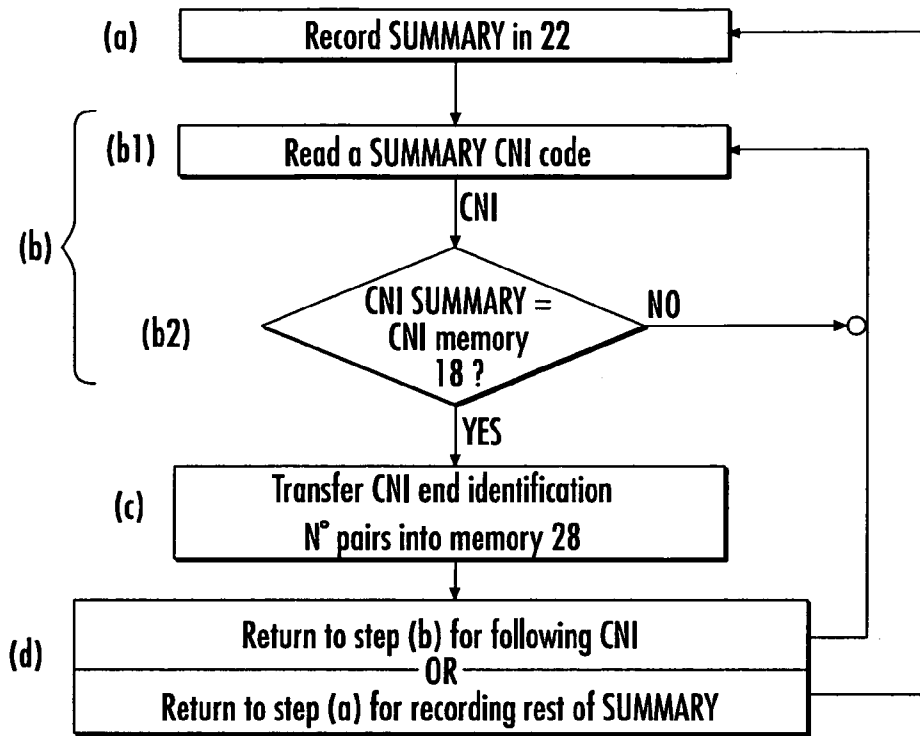 (a)
Record SUMMARY in 22
(b)
(b1)
Read a SUMMARY CNI code
CNI
(b2)
CNI SUMMARY =
CNI memory
18 ?
NO
YES
(c)
Transfer CNI end identification
N° pairs into memory 28
(d)
Return to step (b) for following CNI
OR
Return to step (a) for recording rest of SUMMARY